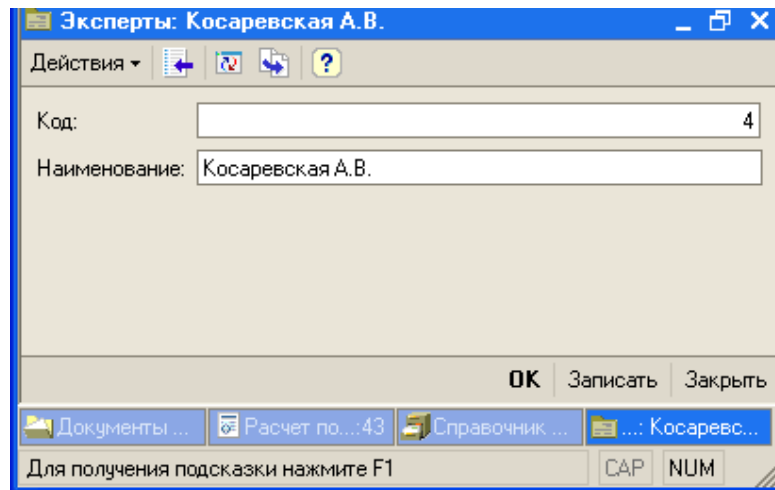 Эксперты: Косаревская А.В.
Действия
Код: 4
Наименование: Косаревская А.В.
OK Записать Закрыть
Документы ... Расчет по...:43 Справочник ... ...: Косаревс...
Для получения подсказки нажмите F1 CAP NUM